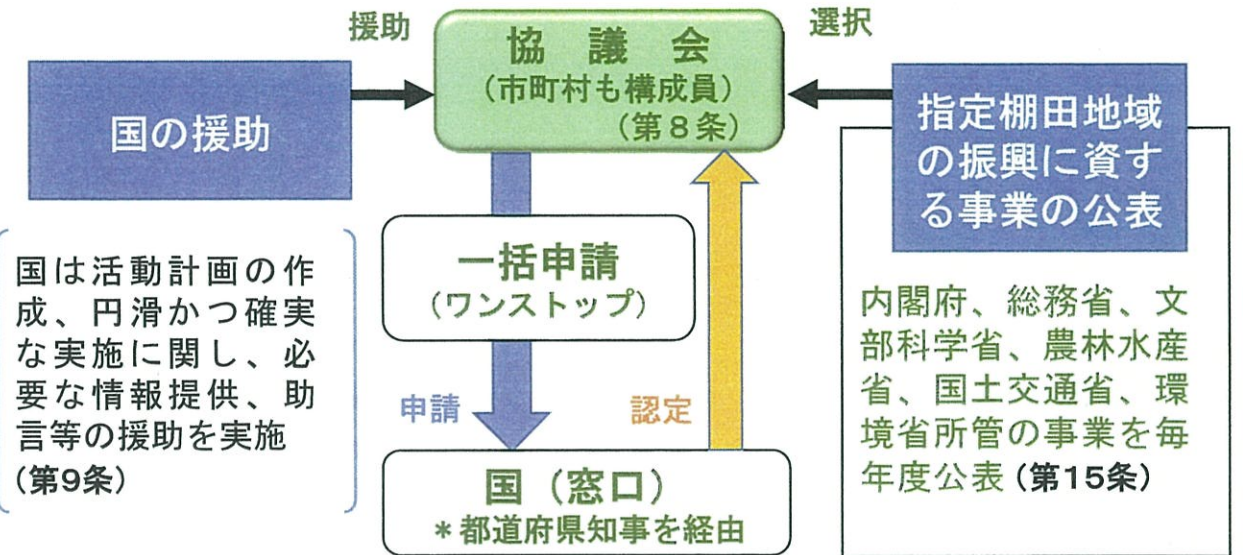 援助
協議会
(市町村も構成員)
(第8条)
選択
国の援助
国は活動計画の作
成、円滑かつ確実
な実施に関し、必
要な情報提供、助
言等の援助を実施
(第9条)
一括申請
(ワンストップ)
申請
認定
国(窓口)
*都道府県知事を経由
指定棚田地域
の振興に資す
る事業の公表
内閣府、総務省、文
部科学省、農林水産
省、国土交通省、環
境省所管の事業を毎
年度公表(第15条)